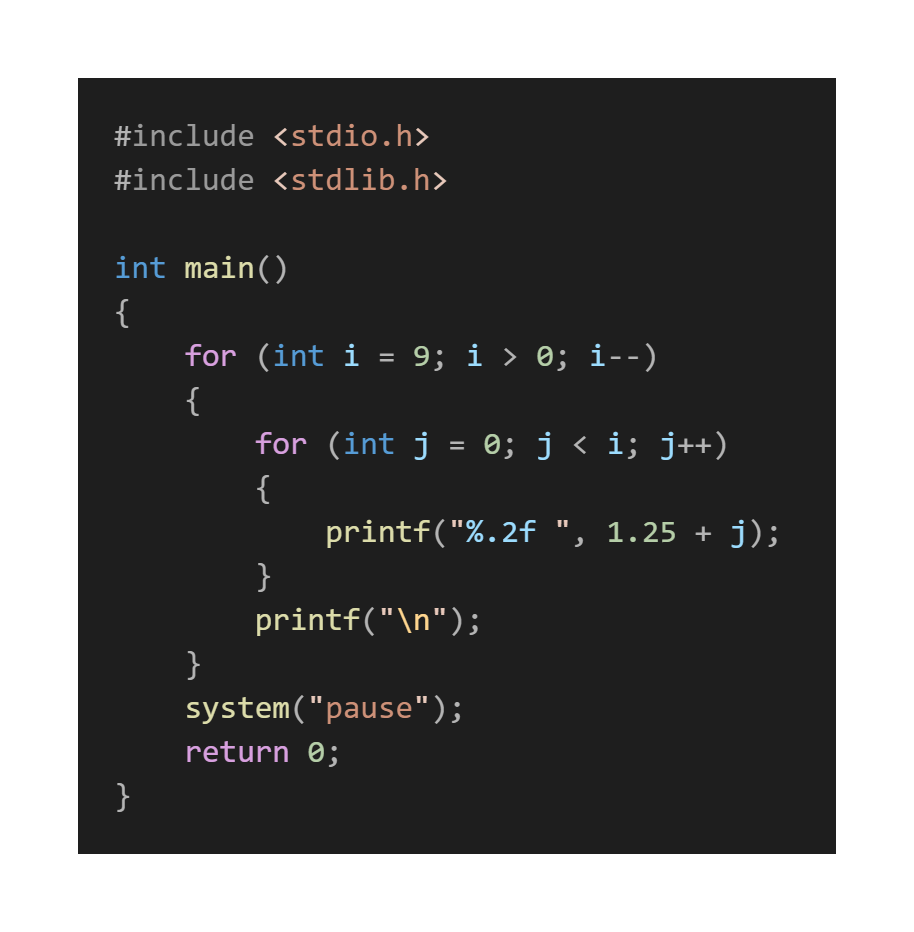 #include <stdio.h>
#include <stdlib.h>

int main()
{
    for (int i = 9; i > 0; i--)
    {
        for (int j = 0; j < i; j++)
        {
            printf("%.2f ", 1.25 + j);
        }
        printf("\n");
    }
    system("pause");
    return 0;
}